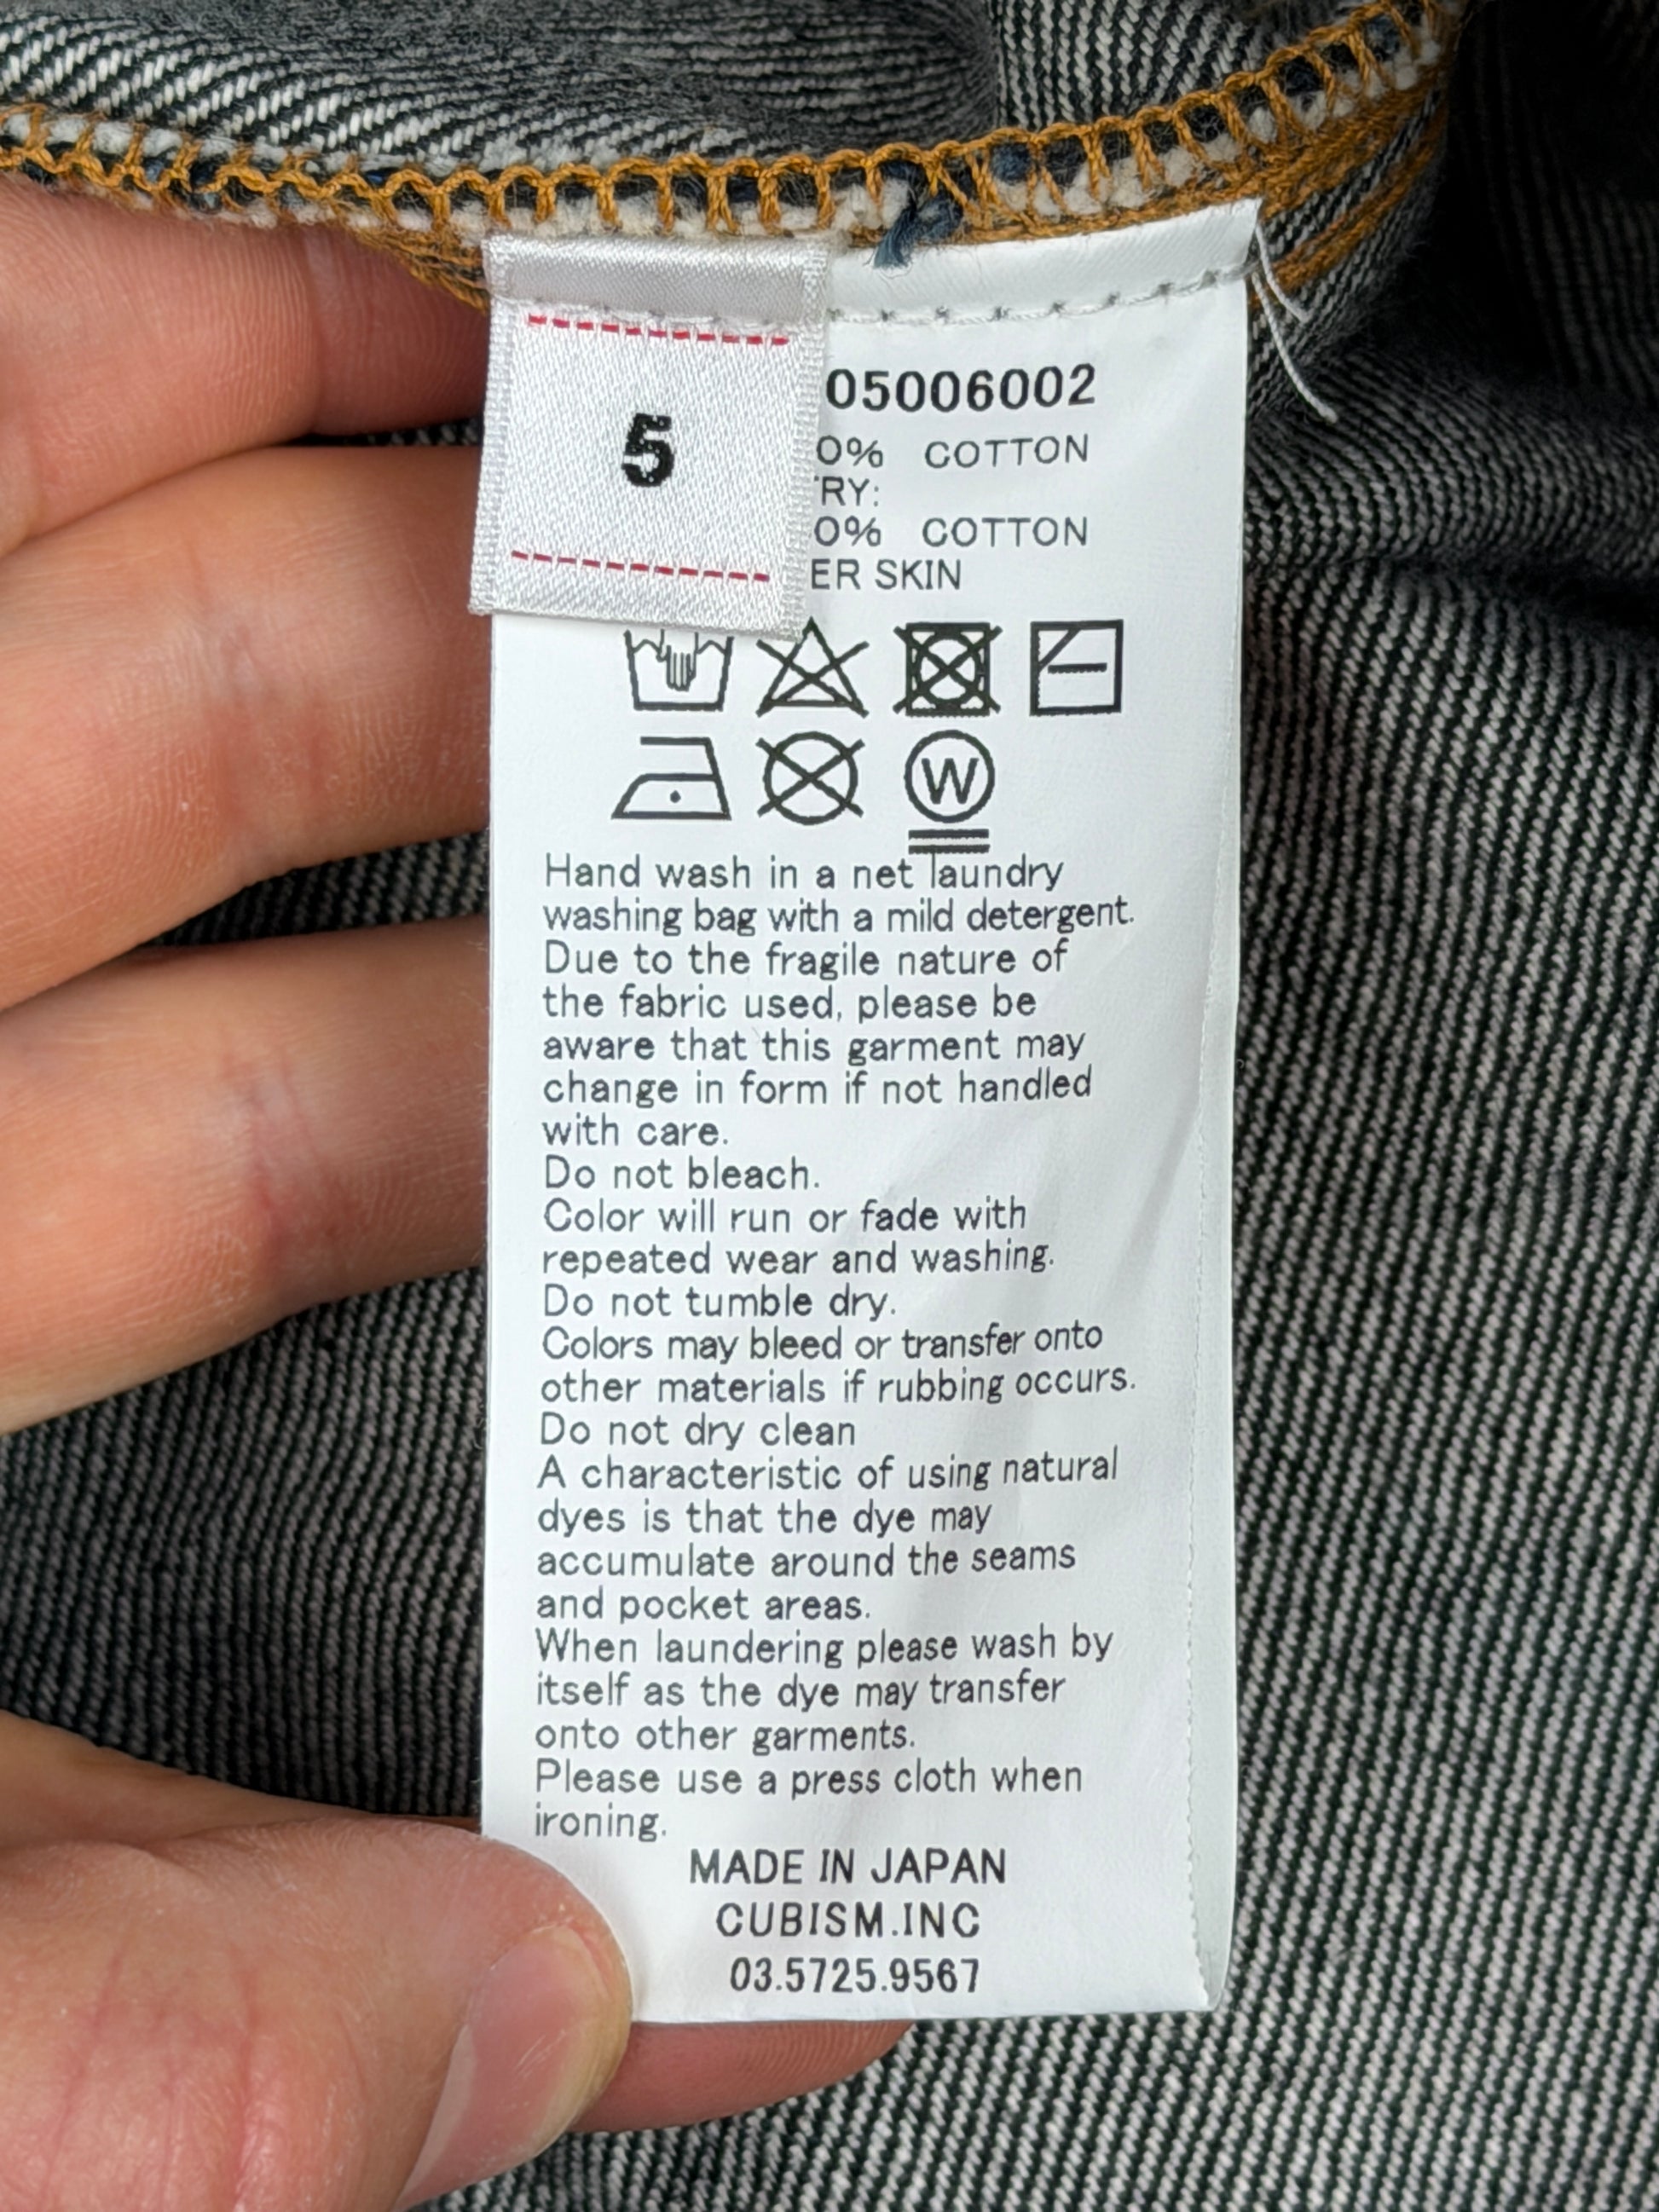 5
05006002
0% COTTON
RY:
0% COTTON
ER SKIN
W
Hand wash in a net laundry
washing bag with a mild detergent.
Due to the fragile nature of
the fabric used, please be
aware that this garment may
change in form if not handled
with care.
Do not bleach.
Color will run or fade with
repeated wear and washing.
Do not tumble dry.
Colors may bleed or transfer onto
other materials if rubbing occurs.
Do not dry clean
A characteristic of using natural
dyes is that the dye may
accumulate around the seams
and pocket areas.
When laundering please wash by
itself as the dye may transfer
onto other garments.
Please use a press cloth when
ironing.
MADE IN JAPAN
CUBISM.INC
03.5725.9567